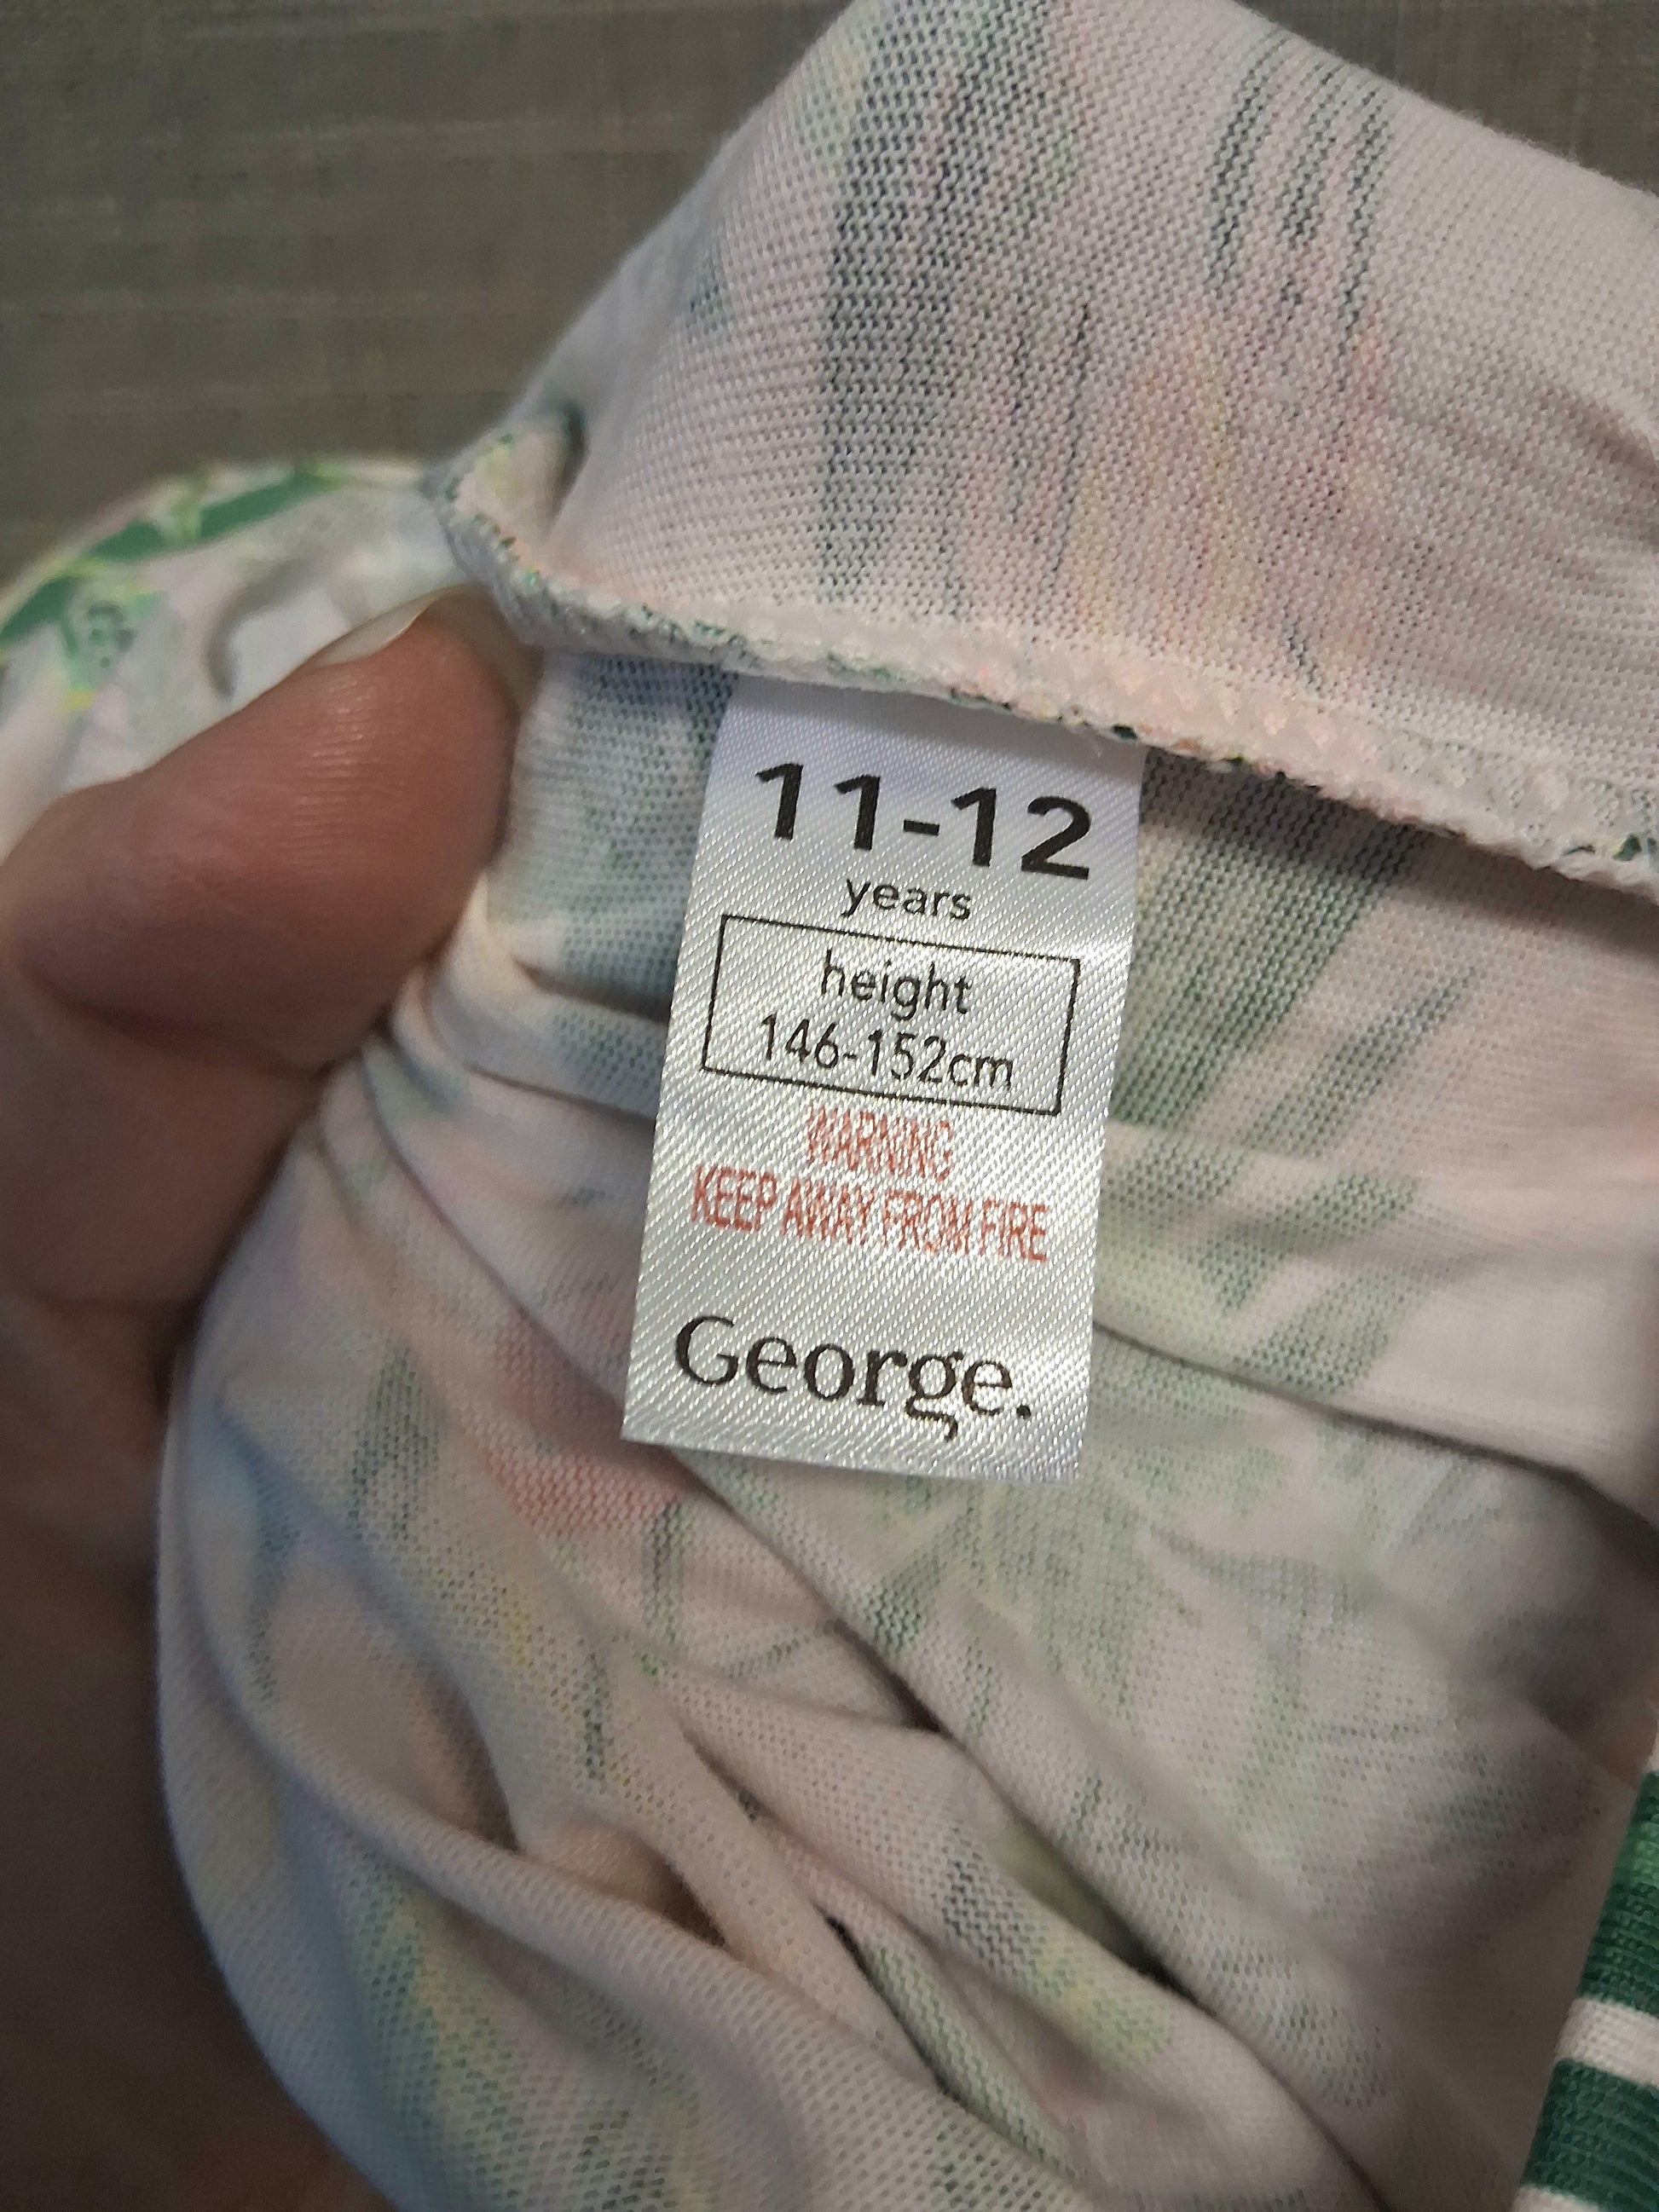 11-12
years
height
146-152cm
WARNING
KEEP AWAY FROM FIRE
George.